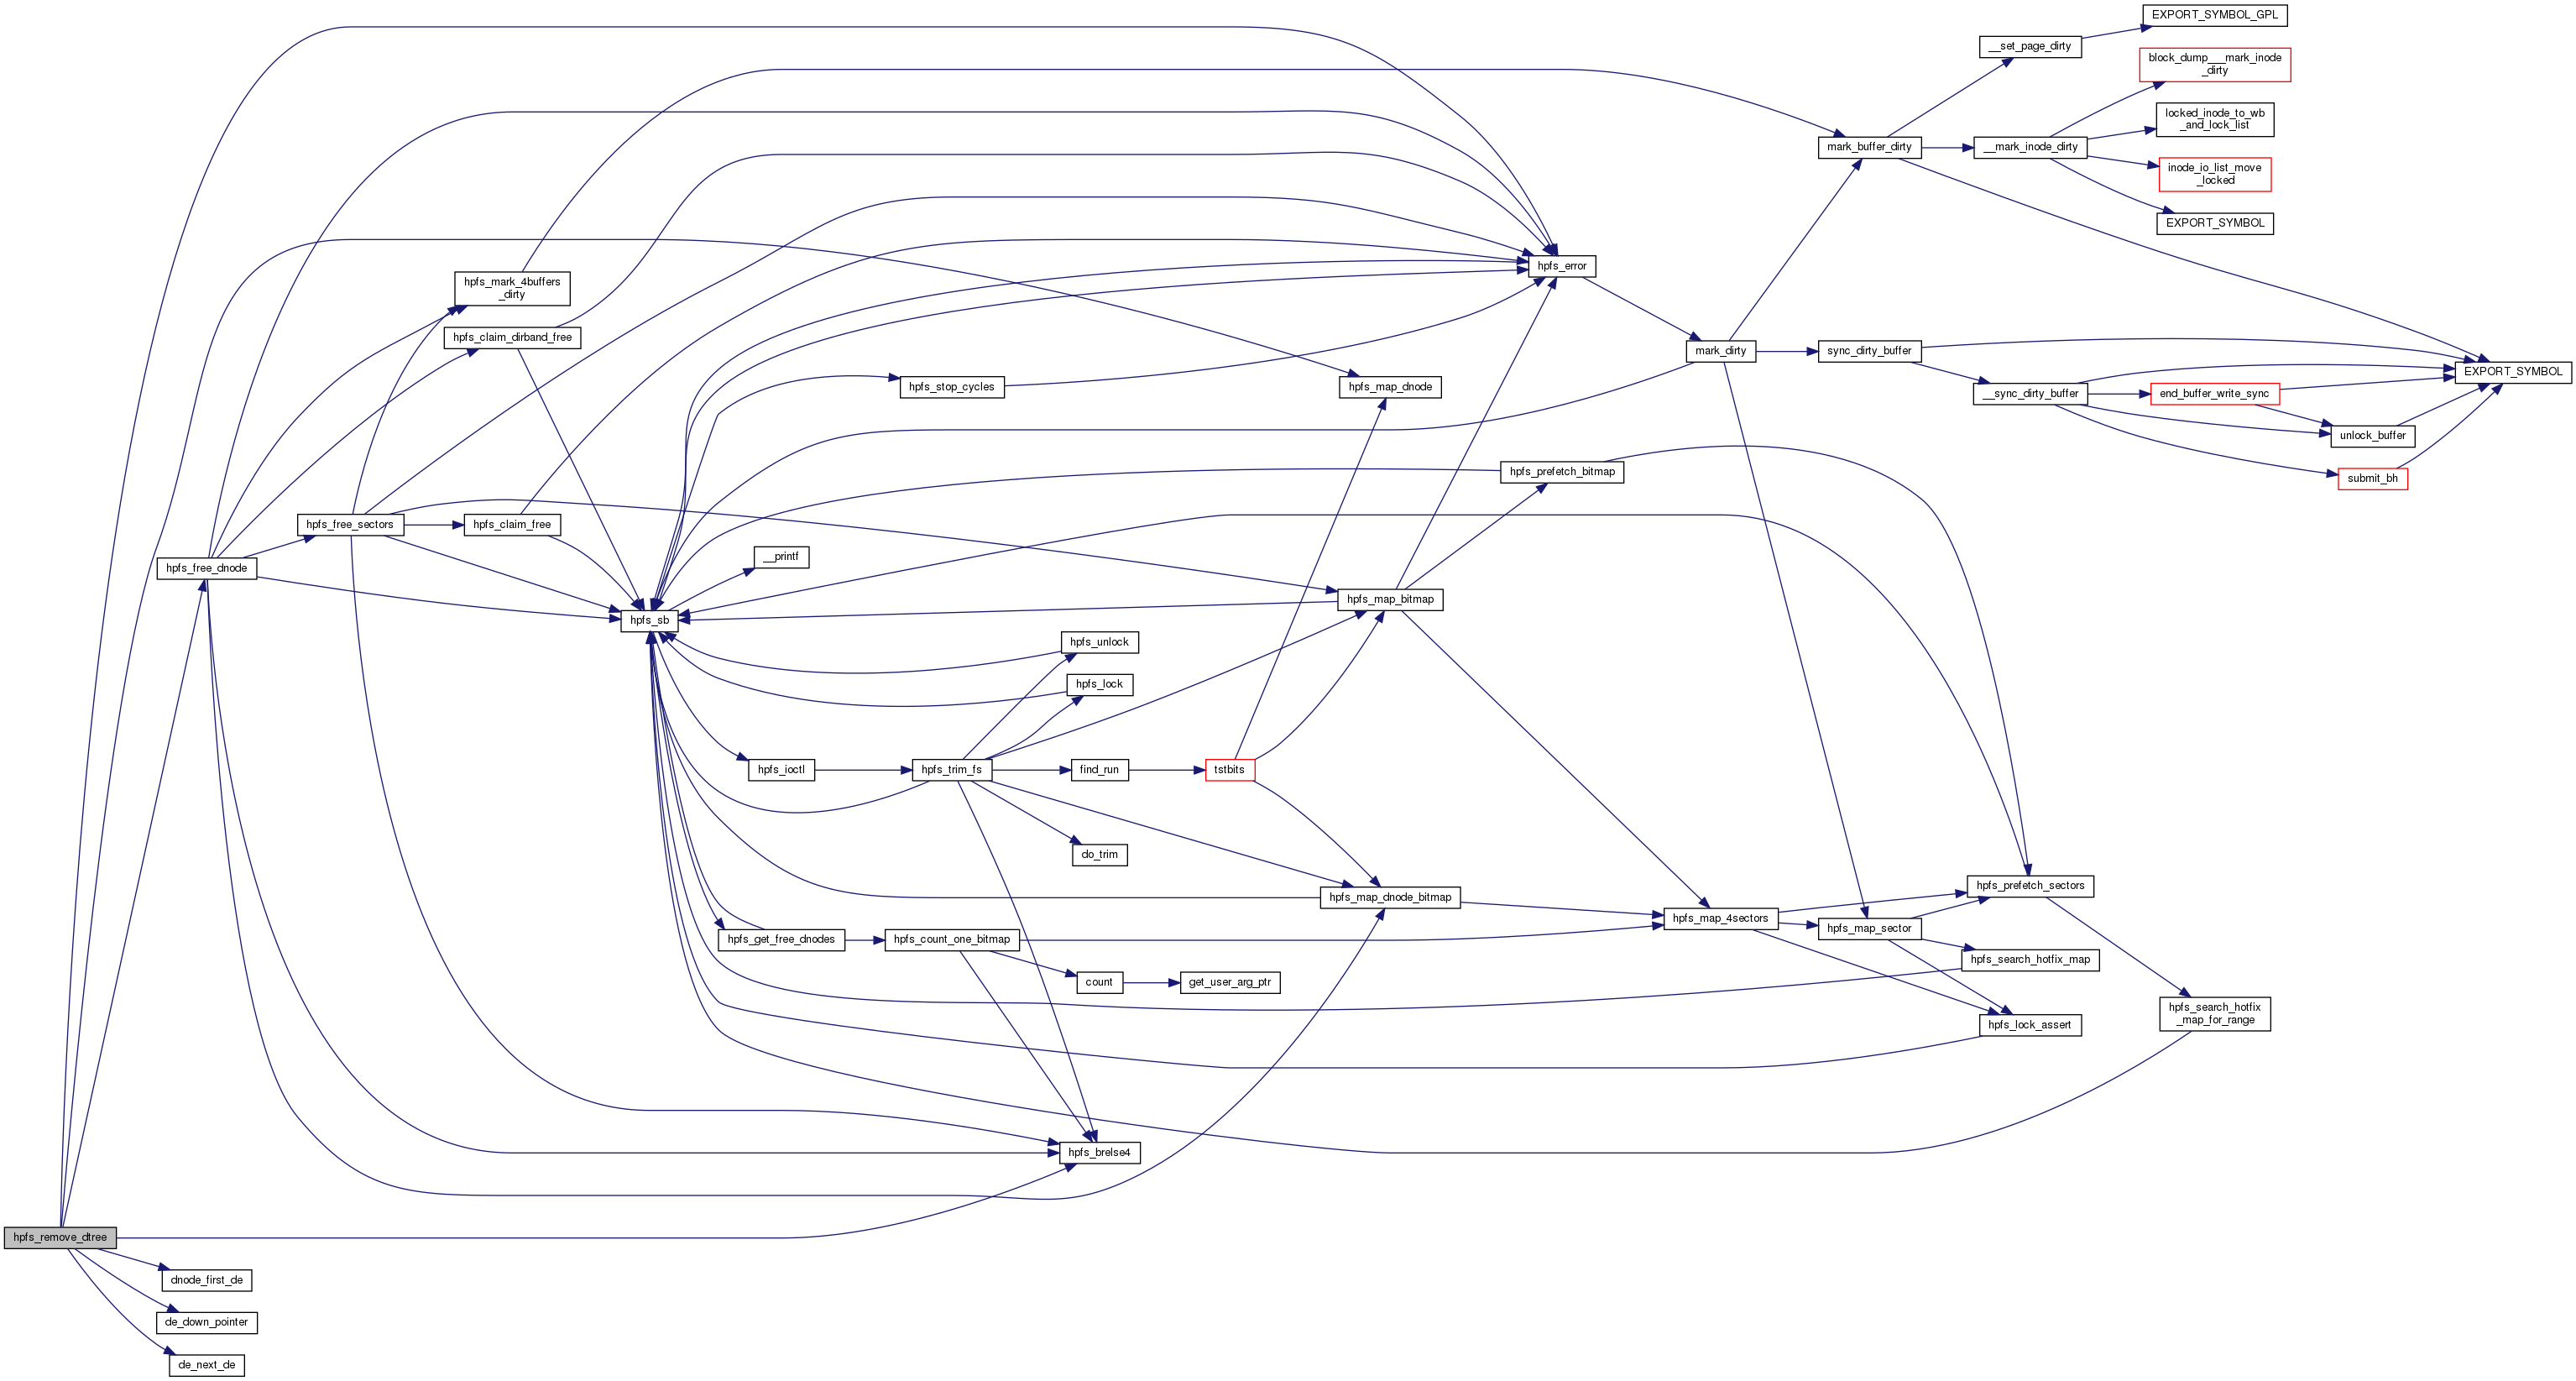 EXPORT_SYMBOL_GPL
__set_page_dirty
block_dump___mark_inode
_dirty
locked_inode_to_wb
_and_lock_list
mark_buffer_dirty
__mark_inode_dirty
inode_io_list_move
_locked
EXPORT_SYMBOL
hpfs_error
hpfs_mark_4buffers
_dirty
hpfs_claim_dirband_free
mark_dirty
sync_dirty_buffer
EXPORT_SYMBOL
hpfs_stop_cycles
hpfs_map_dnode
__sync_dirty_buffer
end_buffer_write_sync
unlock_buffer
hpfs_prefetch_bitmap
submit_bh
hpfs_free_sectors
hpfs_claim_free
__printf
hpfs_free_dnode
hpfs_map_bitmap
hpfs_sb
hpfs_unlock
hpfs_lock
hpfs_ioctl
hpfs_trim_fs
find_run
tstbits
do_trim
hpfs_prefetch_sectors
hpfs_map_dnode_bitmap
hpfs_map_4sectors
hpfs_map_sector
hpfs_get_free_dnodes
hpfs_count_one_bitmap
hpfs_search_hotfix_map
count
get_user_arg_ptr
hpfs_search_hotfix
_map_for_range
hpfs_lock_assert
hpfs_brelse4
hpfs_remove_dtree
dnode_first_de
de_down_pointer
de_next_de